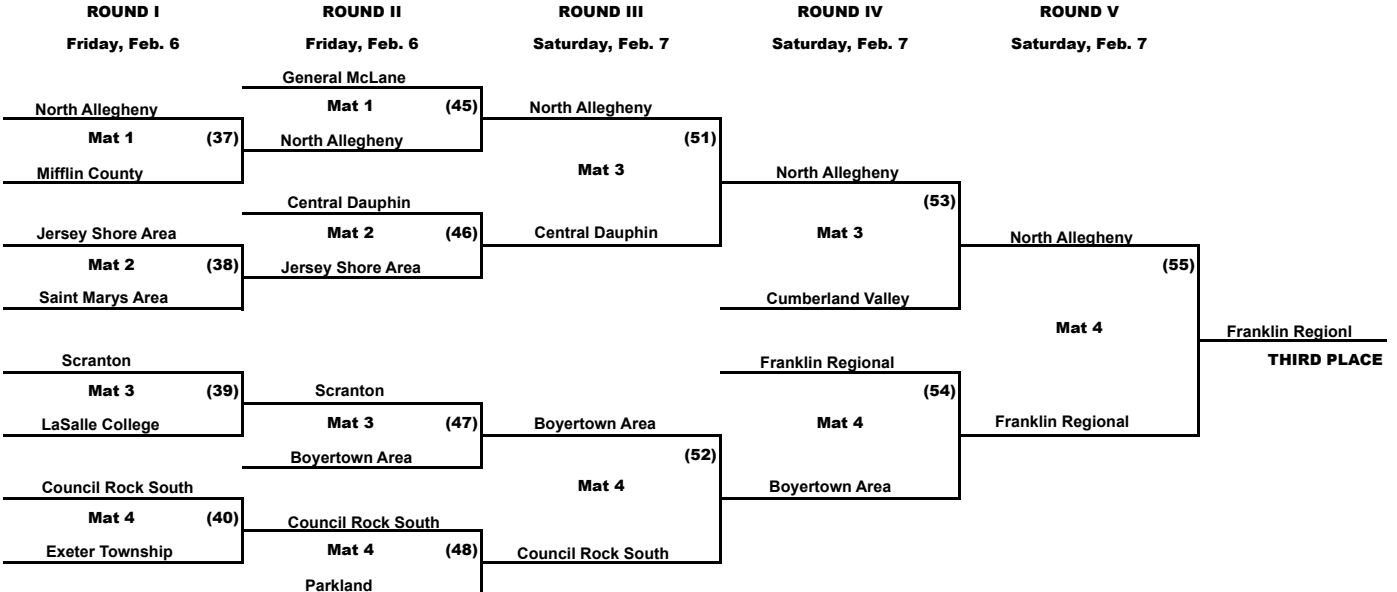 ROUND I ROUND II ROUND III ROUND IV ROUND V
Friday, Feb. 6 Friday, Feb. 6 Saturday, Feb. 7 Saturday, Feb. 7 Saturday, Feb. 7
General McLane
North Allegheny Mat 1 (45) North Allegheny
Mat 1 (37) North Allegheny (51)
Mifflin County Mat 3 North Allegheny
Central Dauphin (53)
Jersey Shore Area Mat 2 (46) Central Dauphin Mat 3 North Allegheny
Mat 2 (38) Jersey Shore Area (55)
Saint Marys Area Cumberland Valley
Mat 4 Franklin Regionl
Scranton Franklin Regional THIRD PLACE
Mat 3 (39) Scranton (54)
LaSalle College Mat 3 (47) Boyertown Area Mat 4 Franklin Regional
Boyertown Area (52)
Council Rock South Mat 4 Boyertown Area
Mat 4 (40) Council Rock South
Exeter Township Mat 4 (48) Council Rock South
Parkland